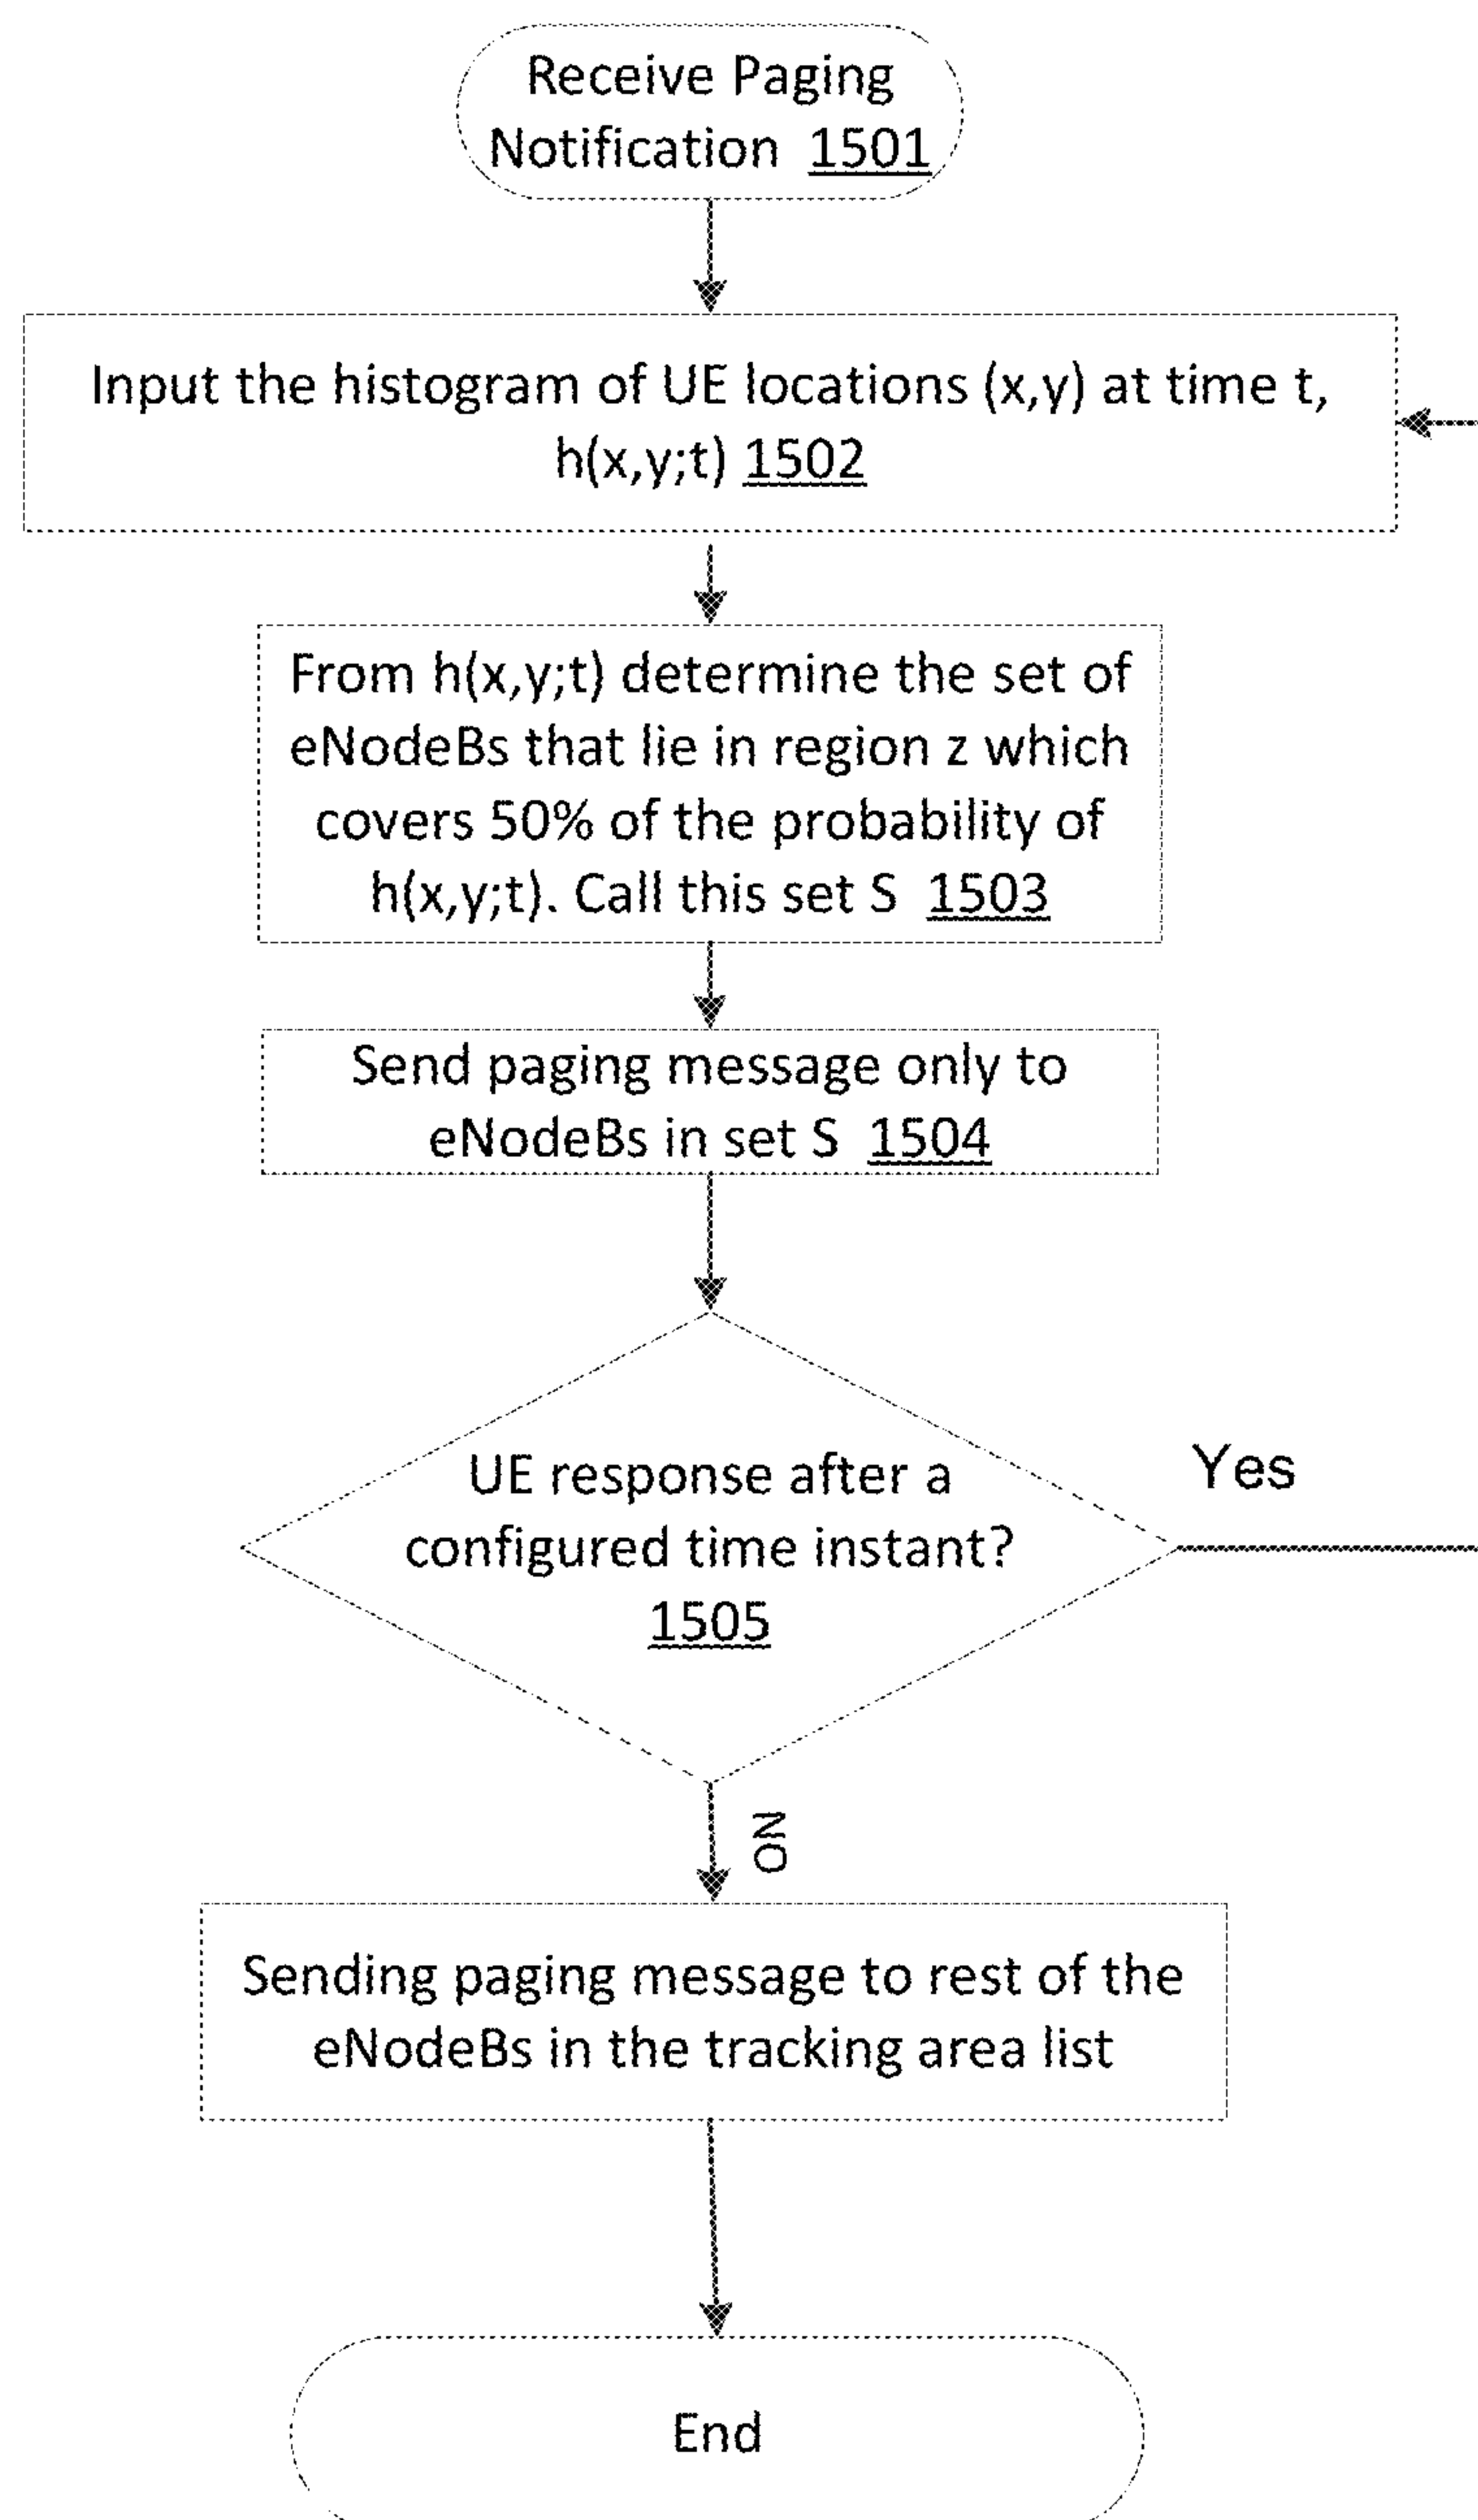 Receive Paging
Notification 1501
Input the histogram of UE locations (x,y) at time t,
h(x,y;t) 1502
From h(x,y;t) determine the set of
eNodeBs that lie in region z which
covers 50% of the probability of
h(x,y;t). Call this set S 1503
Send paging message only to
eNodeBs in set S 1504
UE response after a
configured time instant?
1505
Yes
NO
Sending paging message to rest of the
eNodeBs in the tracking area list
End